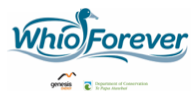 Whio Forever
genesis
Department of Conservation
Te Papa Atawhai